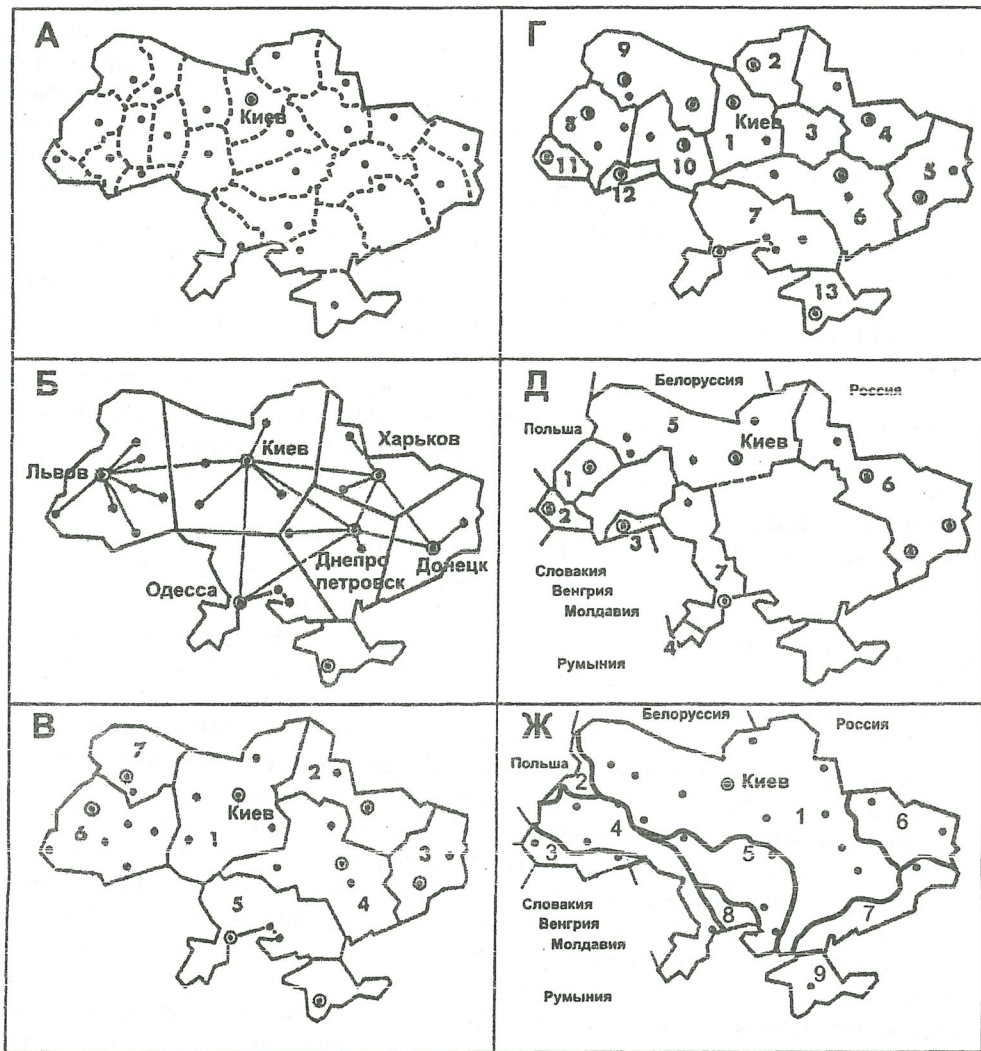 А
Киев
Г
9
2
Киев
8
1
3
4
11
12
10
5
7
6
13
Б
Киев
Харьков
Львов
Днепро
петровск
Донецк
Одесса
Д
Белоруссия
Россия
Польша
5
Киев
1
6
2
3
Словакия
Венгрия
Молдавия
7
4
Румыния
В
7
2
Киев
6
1
3
4
5
Ж
Белоруссия
Россия
Польша
2
Киев
1
6
4
3
5
7
Словакия
Венгрия
Молдавия
8
9
Румыния